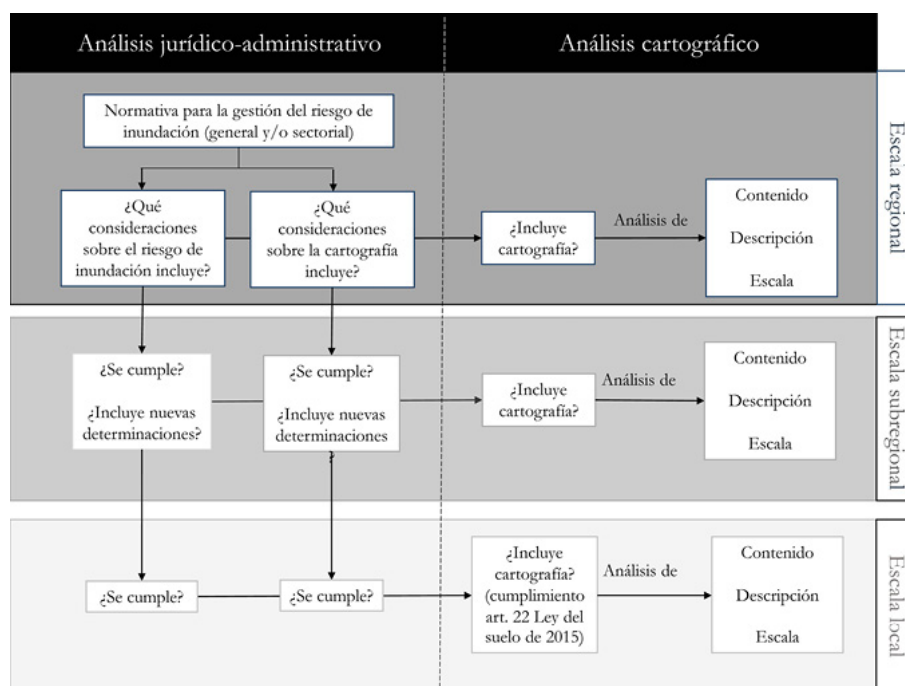 Análisis jurídico-administrativo
Análisis cartográfico
Normativa para la gestión del riesgo de
inundación (general y/o sectorial)
¿Qué
consideraciones
sobre el riesgo de
inundación incluye?
¿Qué
consideraciones
sobre la cartografía
incluye?
¿Incluye
cartografía?
Análisis de
Contenido
Descripción
Escala
Escala regional
¿Se cumple?
¿Incluye nuevas
determinaciones?
¿Se cumple?
¿Incluye nuevas
determinaciones
?
¿Incluye
cartografía?
Análisis de
Contenido
Descripción
Escala
Escala subregional
¿Se cumple?
¿Se cumple?
¿Incluye
cartografía?
(cumplimiento
art. 22 Ley del
suelo de 2015)
Análisis de
Contenido
Descripción
Escala
Escala local